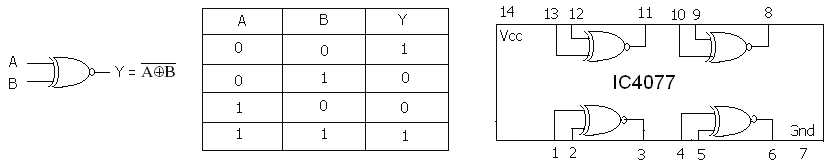 A
B
Y = A⊕B
A B Y
0 0 1
0 1 0
1 0 0
1 1 1
14 13 12 11 10 9 8
Vcc
IC4077
Gnd
1 2 3 4 5 6 7